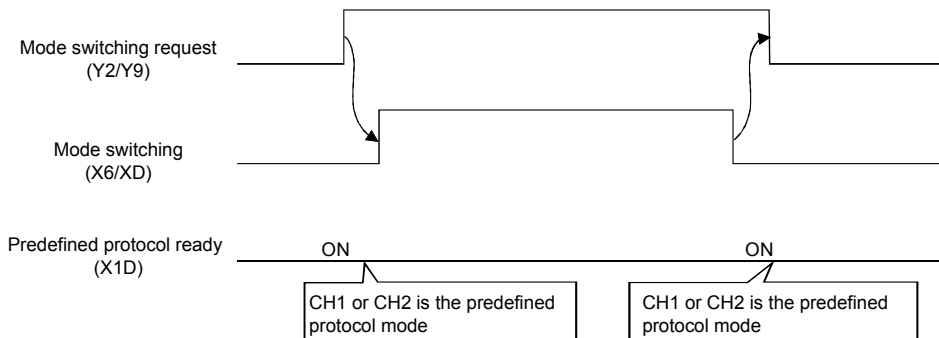 Mode switching request
(Y2/Y9)
Mode switching
(X6/XD)
Predefined protocol ready
(X1D)
ON
ON
CH1 or CH2 is the predefined
protocol mode
CH1 or CH2 is the predefined
protocol mode